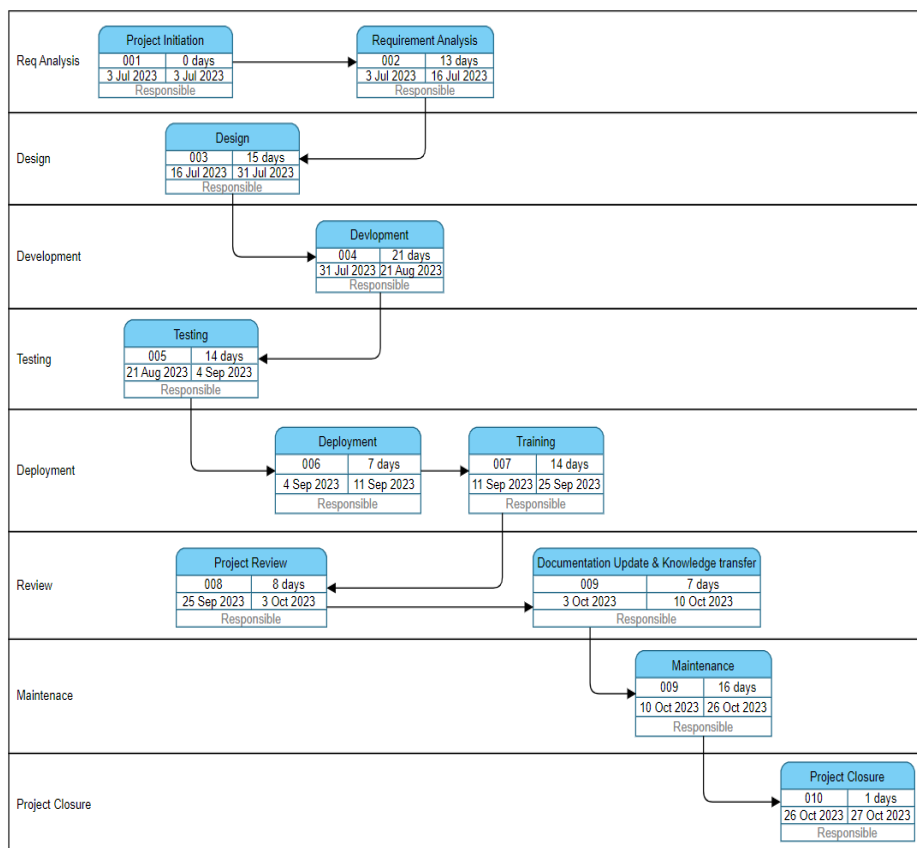 Req Analysis
Project Initiation
001 0 days
3 Jul 2023 3 Jul 2023
Responsible
Requirement Analysis
002 13 days
3 Jul 2023 16 Jul 2023
Responsible
Design
Design
003 15 days
16 Jul 2023 31 Jul 2023
Responsible
Development
Devlopment
004 21 days
31 Jul 2023 21 Aug 2023
Responsible
Testing
Testing
005 14 days
21 Aug 2023 4 Sep 2023
Responsible
Deployment
Deployment
006 7 days
4 Sep 2023 11 Sep 2023
Responsible
Training
007 14 days
11 Sep 2023 25 Sep 2023
Responsible
Review
Project Review
008 8 days
25 Sep 2023 3 Oct 2023
Responsible
Documentation Update & Knowledge transfer
009 7 days
3 Oct 2023 10 Oct 2023
Responsible
Maintenace
Maintenance
009 16 days
10 Oct 2023 26 Oct 2023
Responsible
Project Closure
Project Closure
010 1 days
26 Oct 2023 27 Oct 2023
Responsible